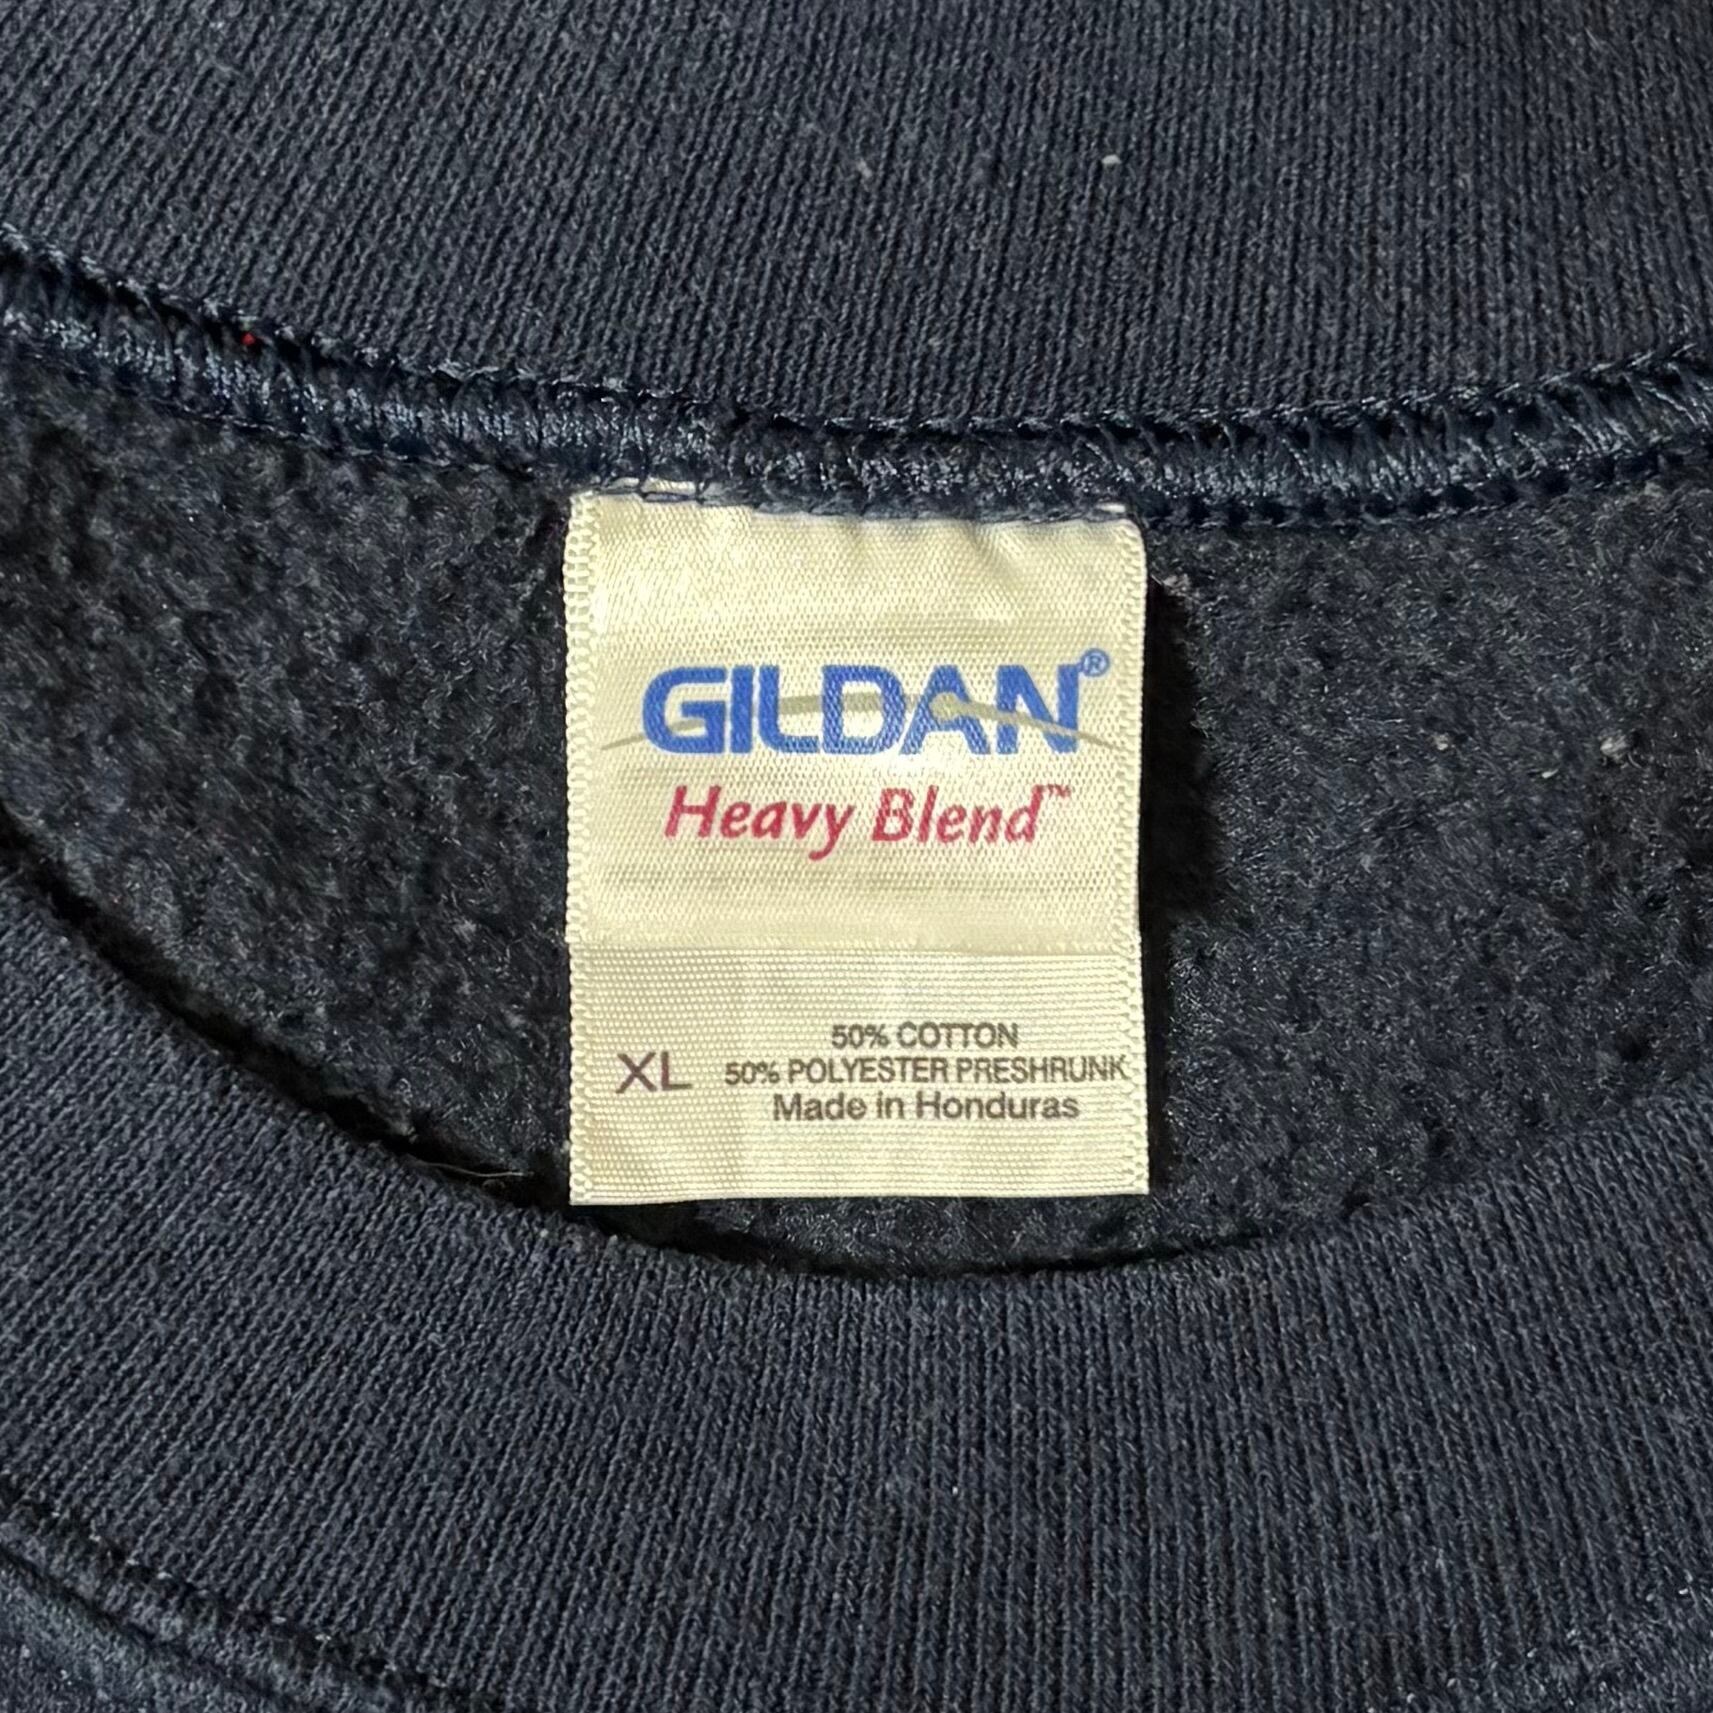 GILDAN®
Heavy Blend™
50% COTTON
XL 50% POLYESTER PRESHRUNK
Made in Honduras